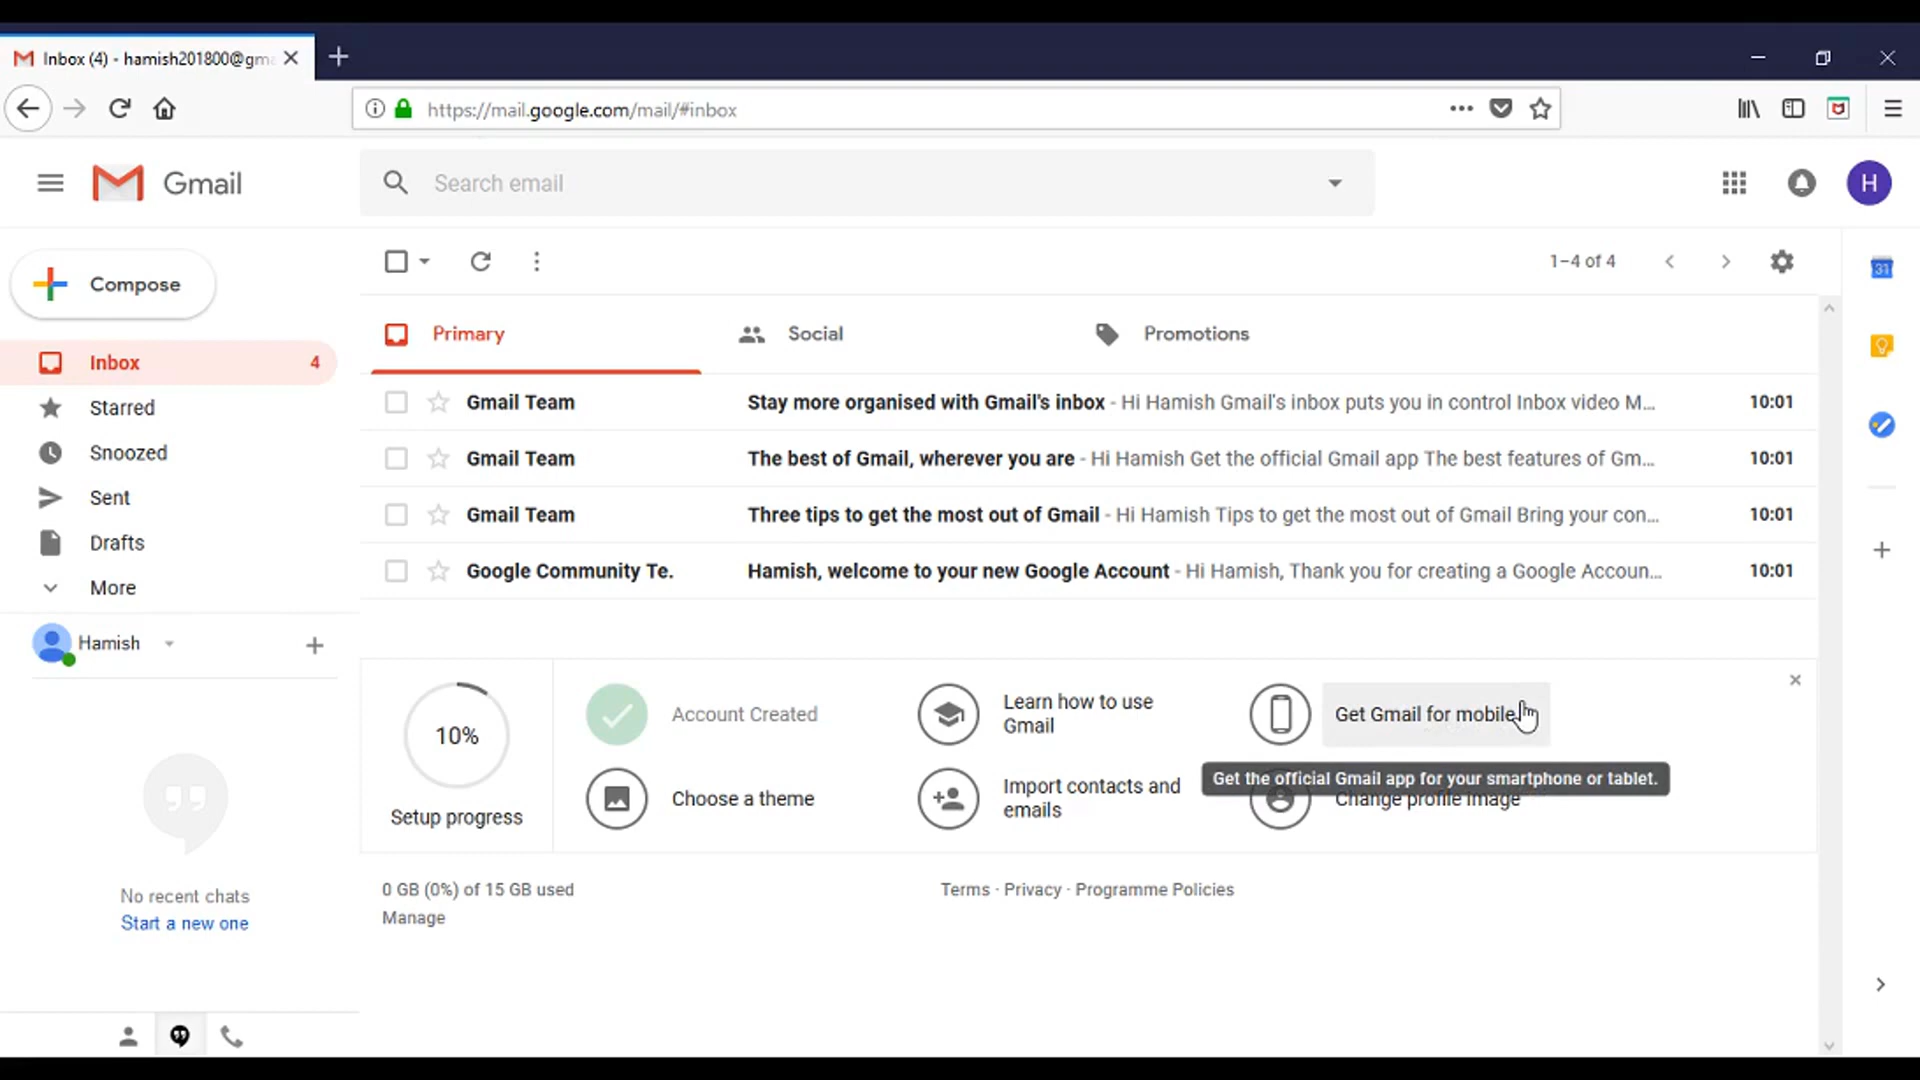 Inbox (4) - hamish201800@gma
https://mail.google.com/mail/#inbox
Gmail
Search email
H
Compose
1–4 of 4
31
Primary
Social
Promotions
Inbox 4
Starred
Snoozed
Sent
Drafts
More
Gmail Team Stay more organised with Gmail's inbox - Hi Hamish Gmail's inbox puts you in control Inbox video M... 10:01
Gmail Team The best of Gmail, wherever you are - Hi Hamish Get the official Gmail app The best features of Gm... 10:01
Gmail Team Three tips to get the most out of Gmail - Hi Hamish Tips to get the most out of Gmail Bring your con... 10:01
Google Community Te. Hamish, welcome to your new Google Account - Hi Hamish, Thank you for creating a Google Accoun... 10:01
Hamish
No recent chats
Start a new one
10%
Setup progress
Account Created
Learn how to use
Gmail
Get Gmail for mobile
Get the official Gmail app for your smartphone or tablet.
Choose a theme
Import contacts and
emails
Change profile image
0 GB (0%) of 15 GB used
Manage
Terms · Privacy · Programme Policies